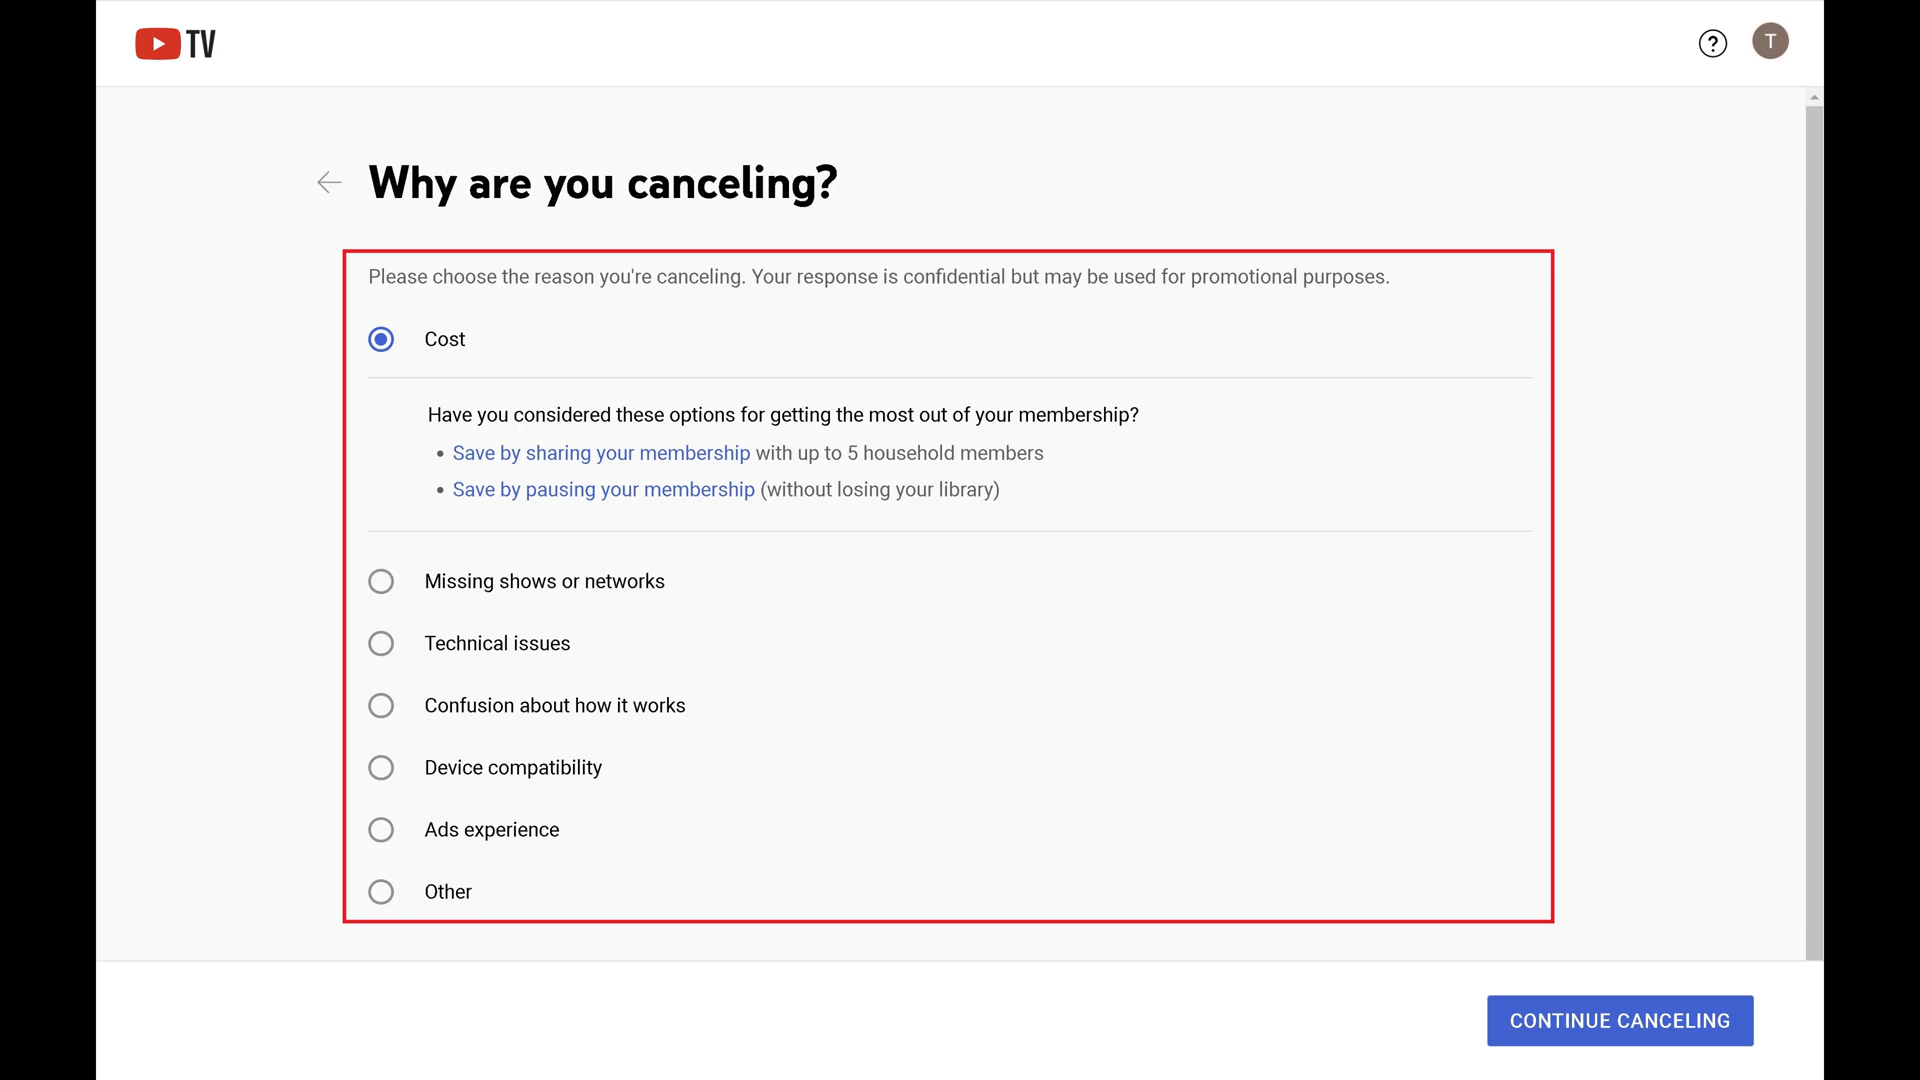 TV
?
T
Why are you canceling?
Please choose the reason you're canceling. Your response is confidential but may be used for promotional purposes.
Cost
Have you considered these options for getting the most out of your membership?
• Save by sharing your membership with up to 5 household members
• Save by pausing your membership (without losing your library)
Missing shows or networks
Technical issues
Confusion about how it works
Device compatibility
Ads experience
Other
CONTINUE CANCELING